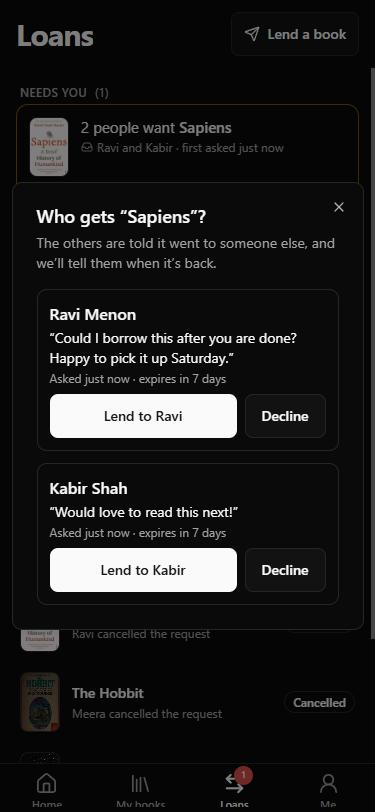 Loans
Lend a book
NEEDS YOU (1)
2 people want Sapiens
Ravi and Kabir · first asked just now
Sapiens
A Brief
History of
Humankind
Who gets “Sapiens”?
The others are told it went to someone else, and
we’ll tell them when it’s back.
Ravi Menon
“Could I borrow this after you are done?
Happy to pick it up Saturday.”
Asked just now · expires in 7 days
Lend to Ravi
Decline
Kabir Shah
“Would love to read this next!”
Asked just now · expires in 7 days
Lend to Kabir
Decline
Ravi cancelled the request
The Hobbit
Meera cancelled the request
Cancelled
1
Home
My books
Loans
Me